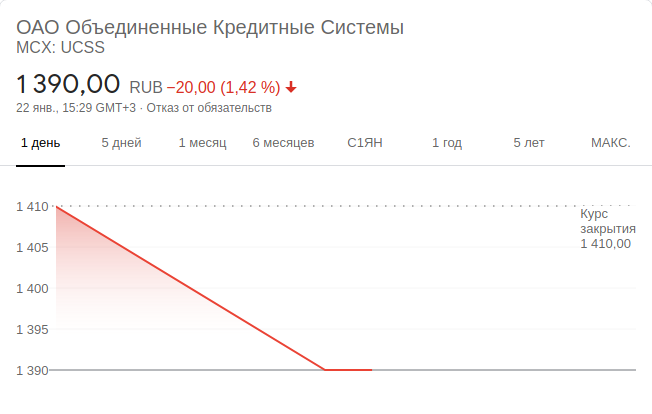 ОАО Объединенные Кредитные Системы
MCX: UCSS
1 390,00 RUB −20,00 (1,42 %)
22 янв., 15:29 GMT+3 · Отказ от обязательств
1 день 5 дней 1 месяц 6 месяцев С1ЯН 1 год 5 лет МАКС.
1 410
Курс
закрытия
1 410,00
1 405
1 400
1 395
1 390